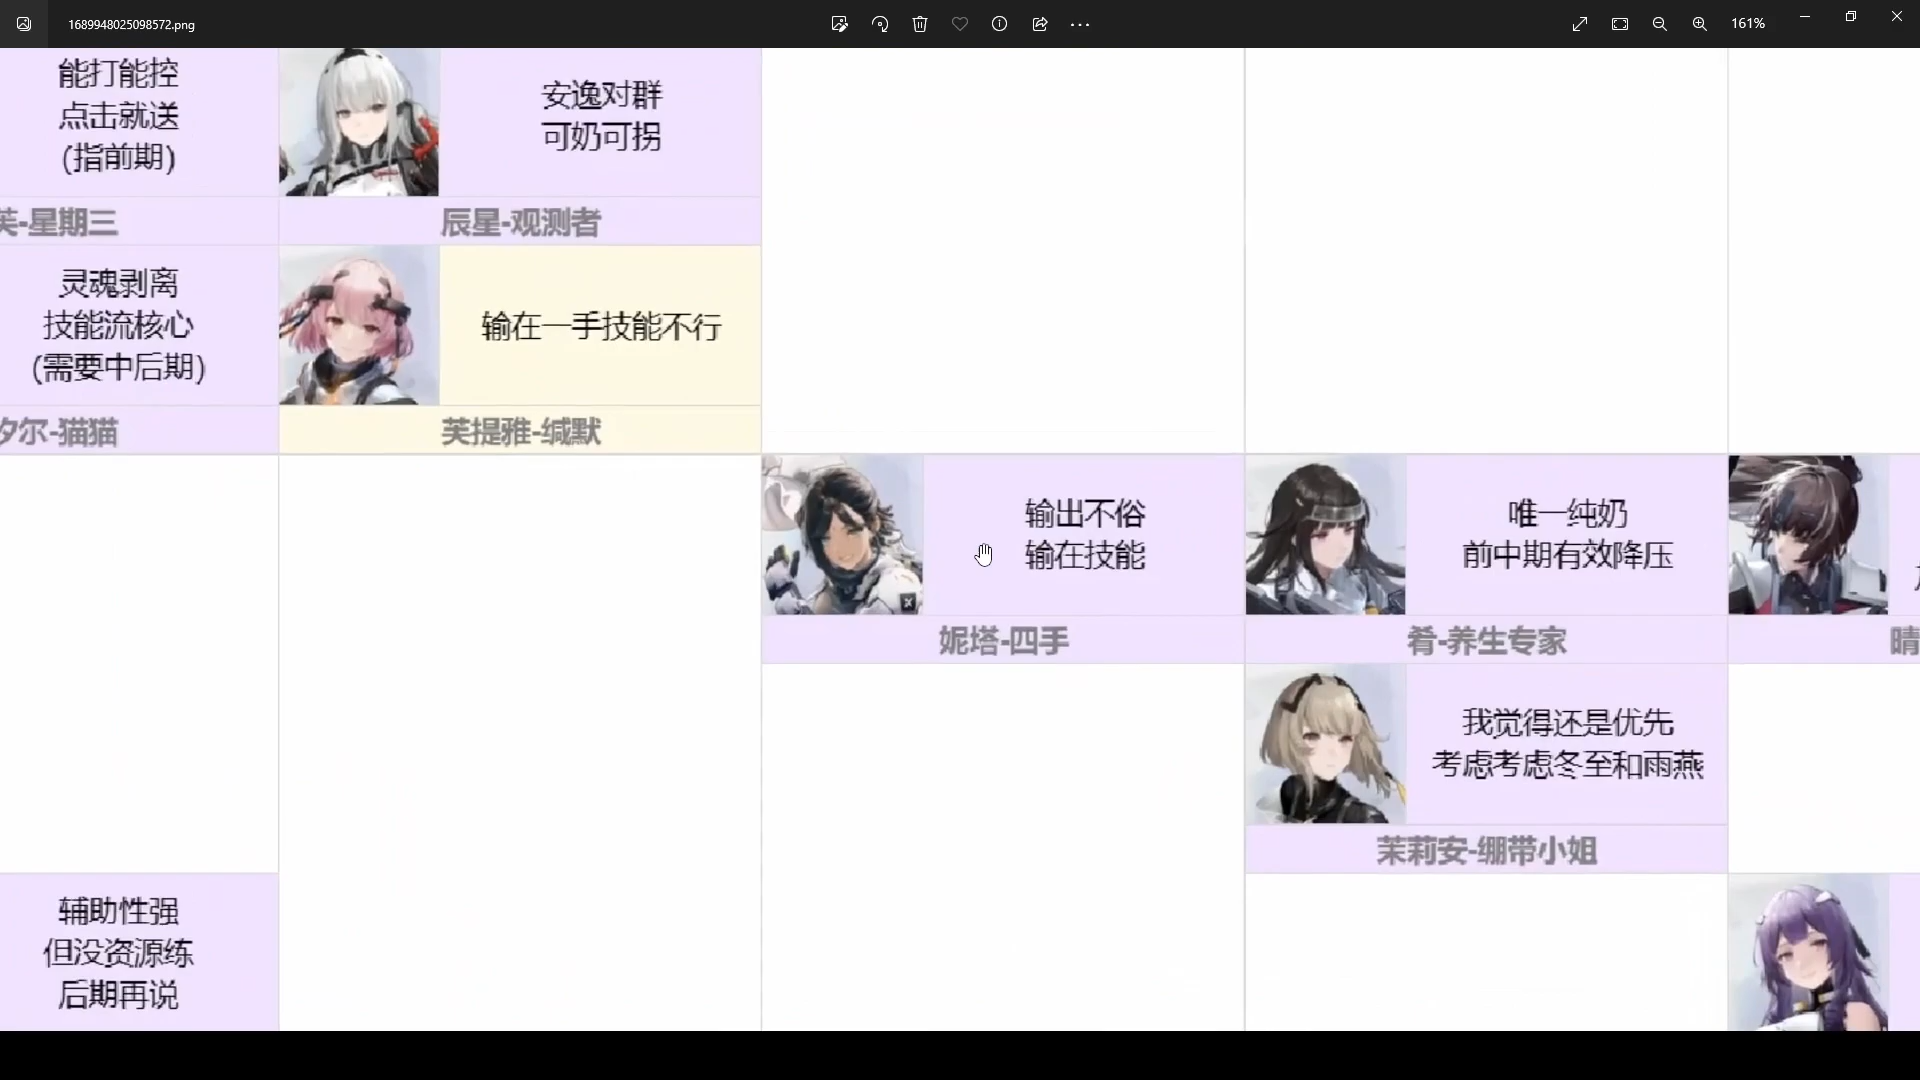 1689948025098572.png
161%
能打能控
点击就送
(指前期)
安逸对群
可奶可拐
芙-星期三
辰星-观测者
灵魂剥离
技能流核心
(需要中后期)
输在一手技能不行
夕尔-猫猫
芙提雅-缄默
输出不俗
输在技能
唯一纯奶
前中期有效降压
妮塔-四手
肴-养生专家
晴
我觉得还是优先
考虑考虑冬至和雨燕
茉莉安-绷带小姐
辅助性强
但没资源练
后期再说